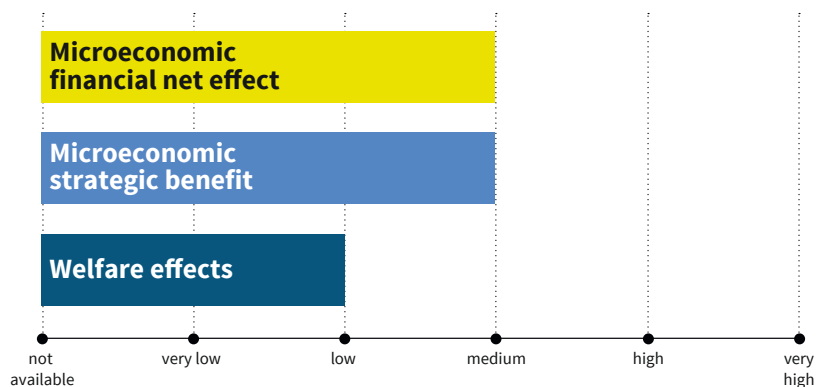 Microeconomic
financial net effect
Microeconomic
strategic benefit
Welfare effects
not
available
very low
low
medium
high
very
high